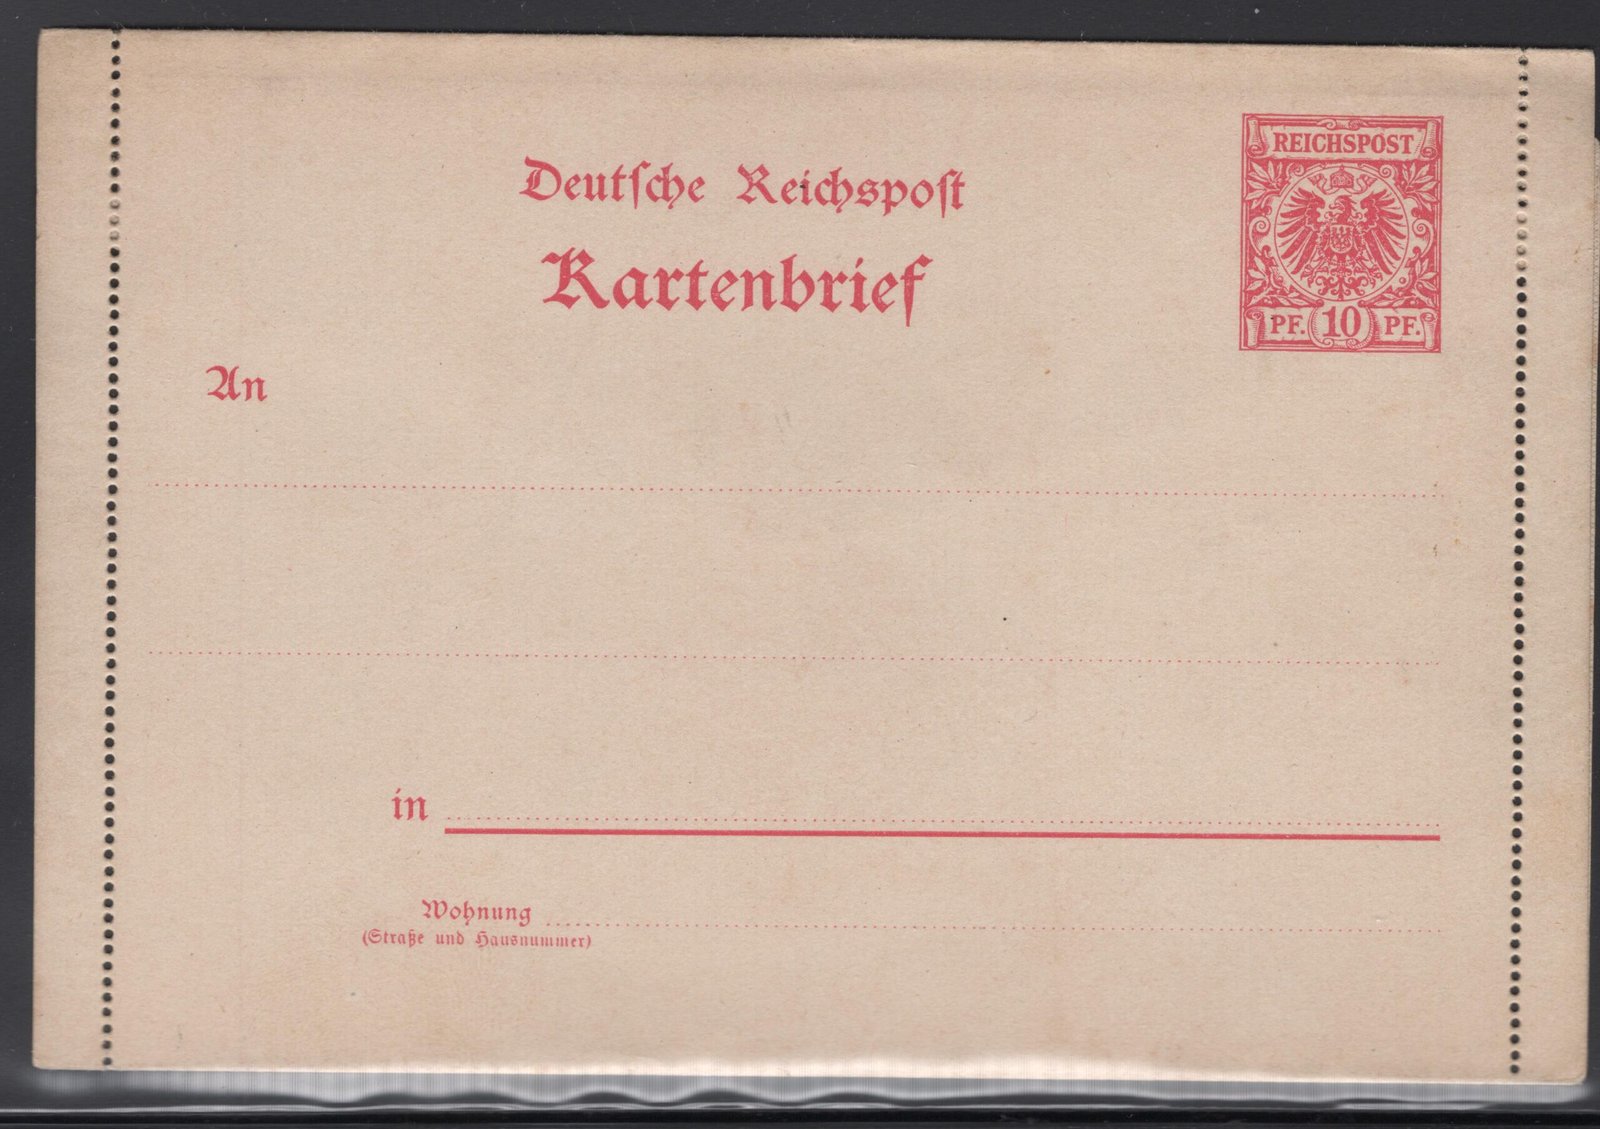 REICHSPOST
Deutſche Reichspoſt
Kartenbrief
PF. 10 PF.
An
in
Wohnung
(Straße und Hausnummer)